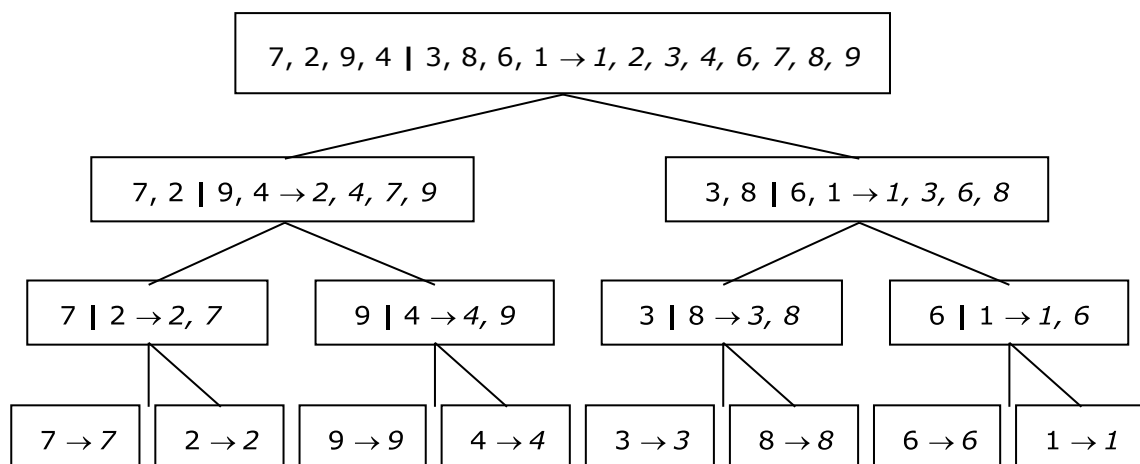 7, 2, 9, 4 | 3, 8, 6, 1 → 1, 2, 3, 4, 6, 7, 8, 9
7, 2 | 9, 4 → 2, 4, 7, 9
3, 8 | 6, 1 → 1, 3, 6, 8
7 | 2 → 2, 7
9 | 4 → 4, 9
3 | 8 → 3, 8
6 | 1 → 1, 6
7 → 7
2 → 2
9 → 9
4 → 4
3 → 3
8 → 8
6 → 6
1 → 1